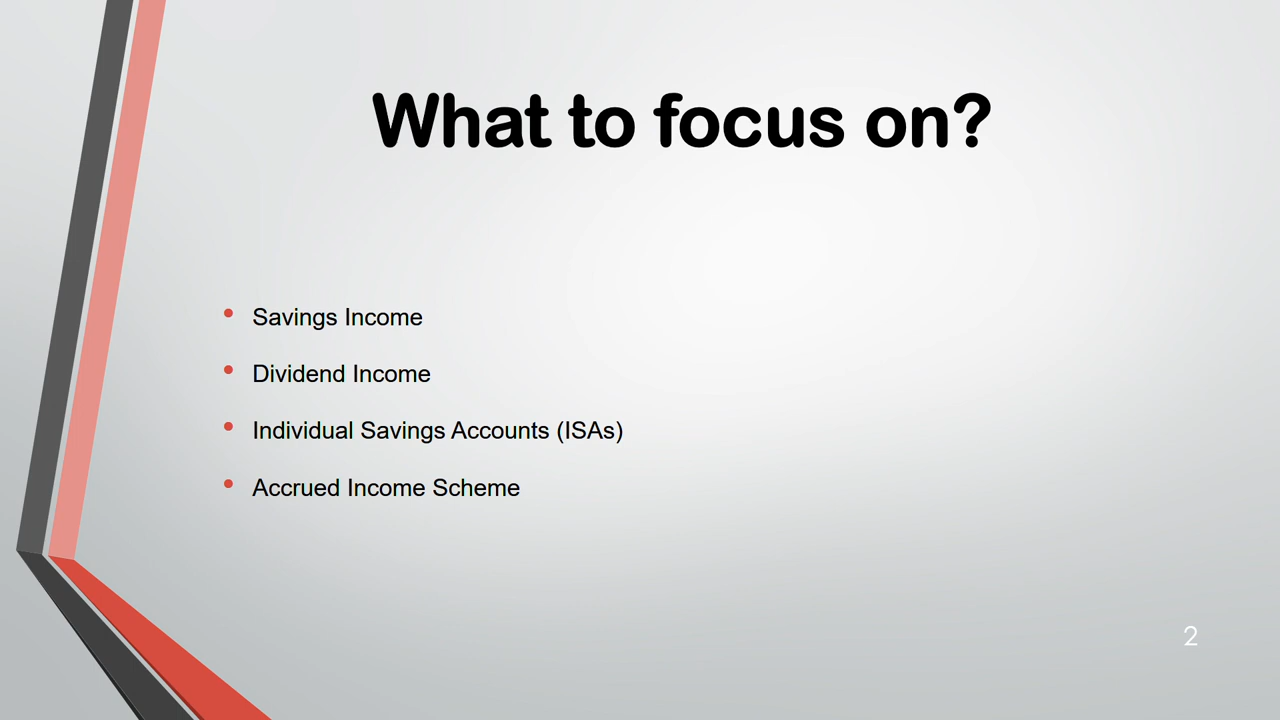 What to focus on?
• Savings Income
• Dividend Income
• Individual Savings Accounts (ISAs)
• Accrued Income Scheme
2